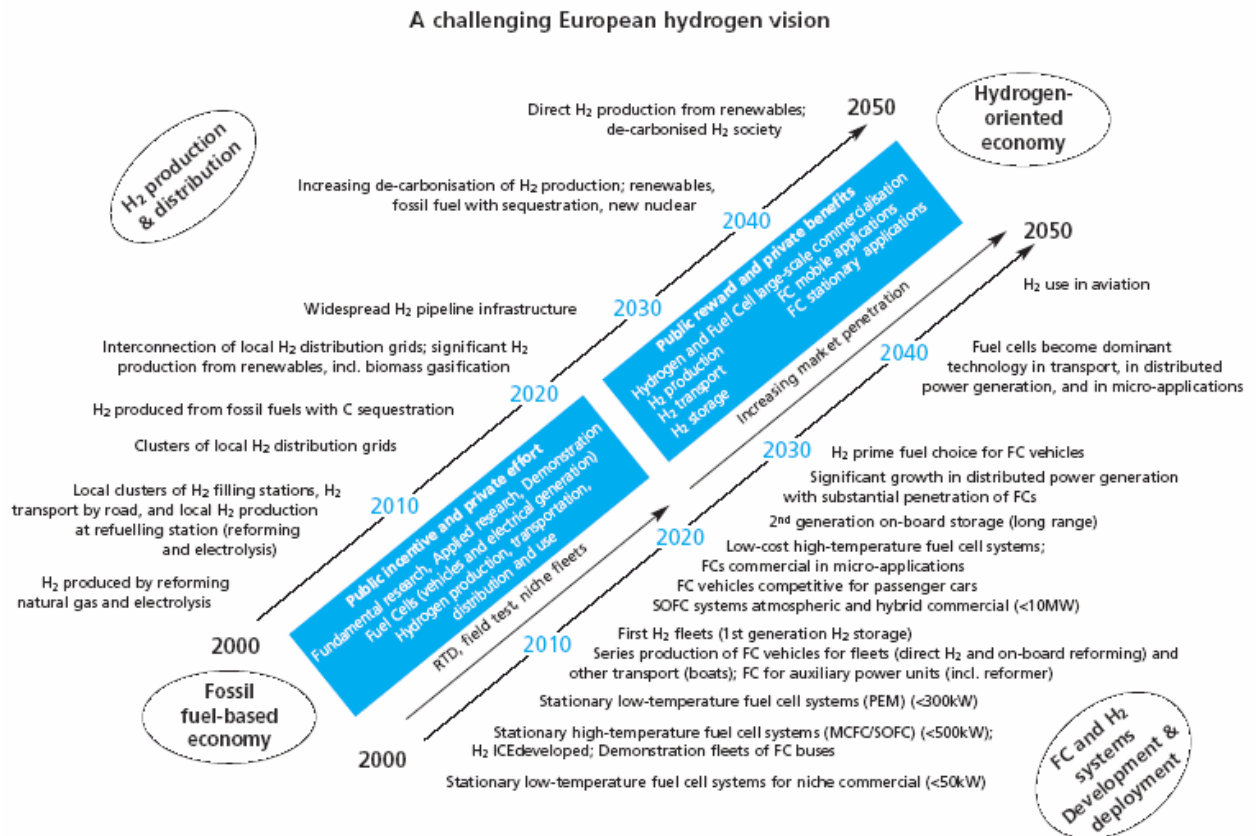 A challenging European hydrogen vision
H₂ production
& distribution
Direct H₂ production from renewables;
de-carbonised H₂ society
2050
Hydrogen-
oriented
economy
Increasing de-carbonisation of H₂ production; renewables,
fossil fuel with sequestration, new nuclear
2040
Widespread H₂ pipeline infrastructure
2030
Interconnection of local H₂ distribution grids; significant H₂
production from renewables, incl. biomass gasification
2020
H₂ produced from fossil fuels with C sequestration
Clusters of local H₂ distribution grids
Local clusters of H₂ filling stations, H₂
transport by road, and local H₂ production
at refuelling station (reforming
and electrolysis)
2010
H₂ produced by reforming
natural gas and electrolysis
2000
Fossil
fuel-based
economy
Public incentive and private effort
Fundamental research, Applied research, Demonstration
Fuel Cells (vehicles and electrical generation)
Hydrogen production, transportation,
distribution and use
Public reward and private benefits
Hydrogen and Fuel Cell large-scale commercialisation
H₂ production FC mobile applications
H₂ transport FC stationary applications
H₂ storage
RTD, field test, niche fleets
Increasing market penetration
2050
H₂ use in aviation
2040
Fuel cells become dominant
technology in transport, in distributed
power generation, and in micro-applications
2030
H₂ prime fuel choice for FC vehicles
Significant growth in distributed power generation
with substantial penetration of FCs
2nd generation on-board storage (long range)
2020
Low-cost high-temperature fuel cell systems;
FCs commercial in micro-applications
FC vehicles competitive for passenger cars
SOFC systems atmospheric and hybrid commercial (<10MW)
2010
First H₂ fleets (1st generation H₂ storage)
Series production of FC vehicles for fleets (direct H₂ and on-board reforming) and
other transport (boats); FC for auxiliary power units (incl. reformer)
Stationary low-temperature fuel cell systems (PEM) (<300kW)
Stationary high-temperature fuel cell systems (MCFC/SOFC) (<500kW);
H₂ ICEdeveloped; Demonstration fleets of FC buses
2000
Stationary low-temperature fuel cell systems for niche commercial (<50kW)
FC and H₂
systems
Development &
deployment